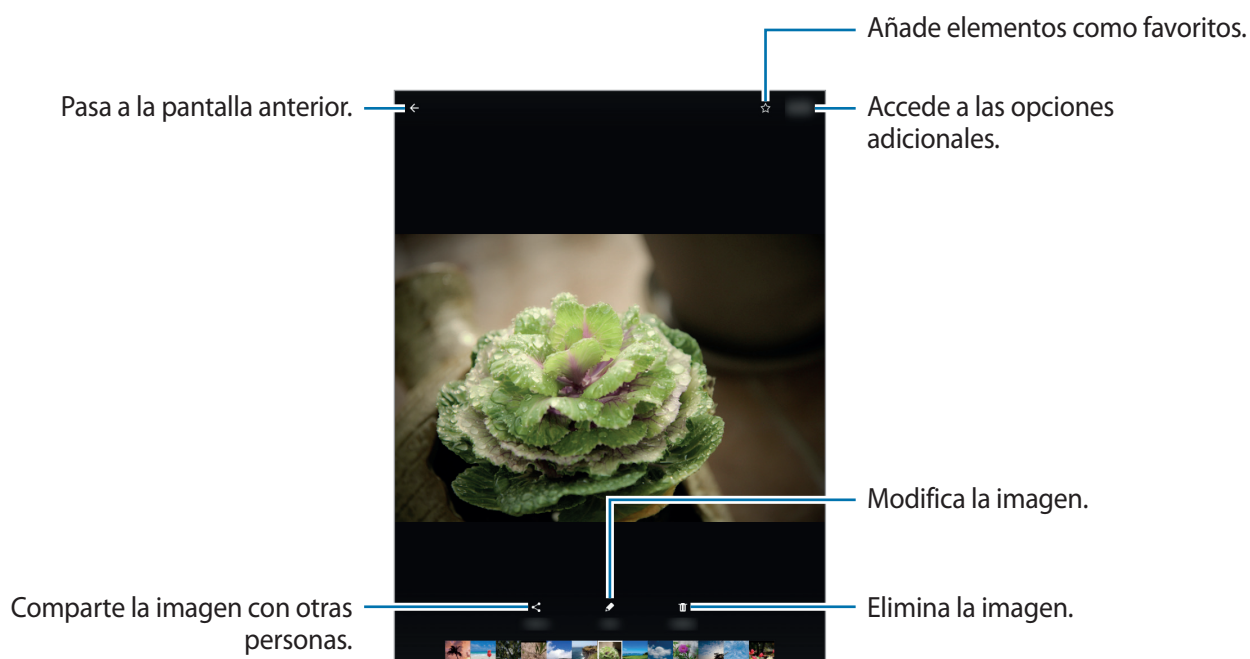 Añade elementos como favoritos.
Pasa a la pantalla anterior.
Accede a las opciones
adicionales.
Modifica la imagen.
Comparte la imagen con otras
personas.
Elimina la imagen.